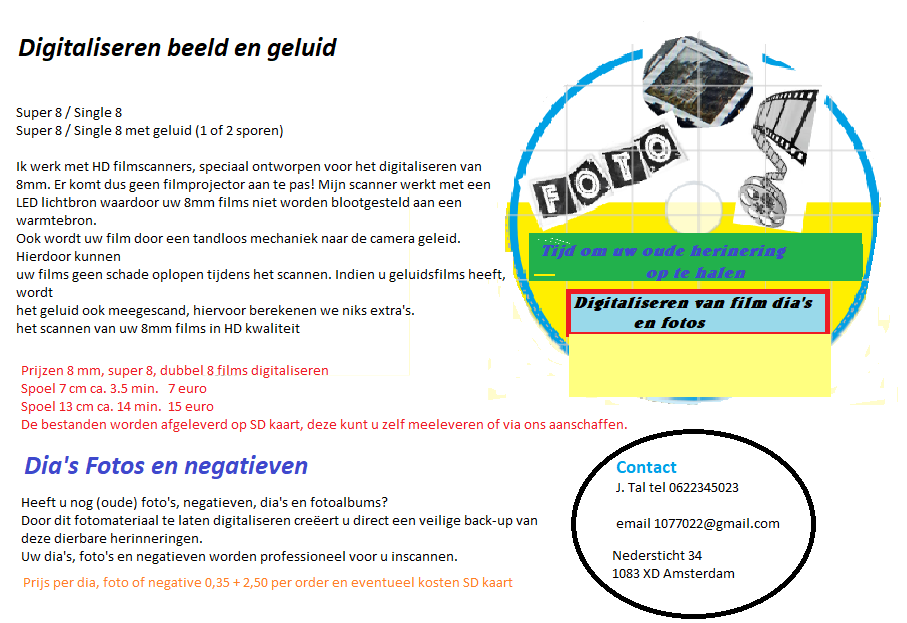 Digitaliseren beeld en geluid
Super 8 / Single 8
Super 8 / Single 8 met geluid (1 of 2 sporen)
Ik werk met HD filmscanners, speciaal ontworpen voor het digitaliseren van
8mm. Er komt dus geen filmprojector aan te pas! Mijn scanner werkt met een
LED lichtbron waardoor uw 8mm films niet worden blootgesteld aan een
warmtebron.
Ook wordt uw film door een tandloos mechaniek naar de camera geleid.
Hierdoor kunnen
uw films geen schade oplopen tijdens het scannen. Indien u geluidsfilms heeft,
wordt
het geluid ook meegescand, hiervoor berekenen we niks extra's.
het scannen van uw 8mm films in HD kwaliteit
FOTO
Tijd om uw oude herinering
op te halen
Digitaliseren van film dia's
en fotos
Prijzen 8 mm, super 8, dubbel 8 films digitaliseren
Spoel 7 cm ca. 3.5 min. 7 euro
Spoel 13 cm ca. 14 min. 15 euro
De bestanden worden afgeleverd op SD kaart, deze kunt u zelf meeleveren of via ons aanschaffen.
Dia's Fotos en negatieven
Heeft u nog (oude) foto's, negatieven, dia's en fotoalbums?
Door dit fotomateriaal te laten digitaliseren creëert u direct een veilige back-up van
deze dierbare herinneringen.
Uw dia's, foto's en negatieven worden professioneel voor u inscannen.
Prijs per dia, foto of negative 0,35 + 2,50 per order en eventueel kosten SD kaart
Contact
J. Tal tel 0622345023
email 1077022@gmail.com
Nedersticht 34
1083 XD Amsterdam